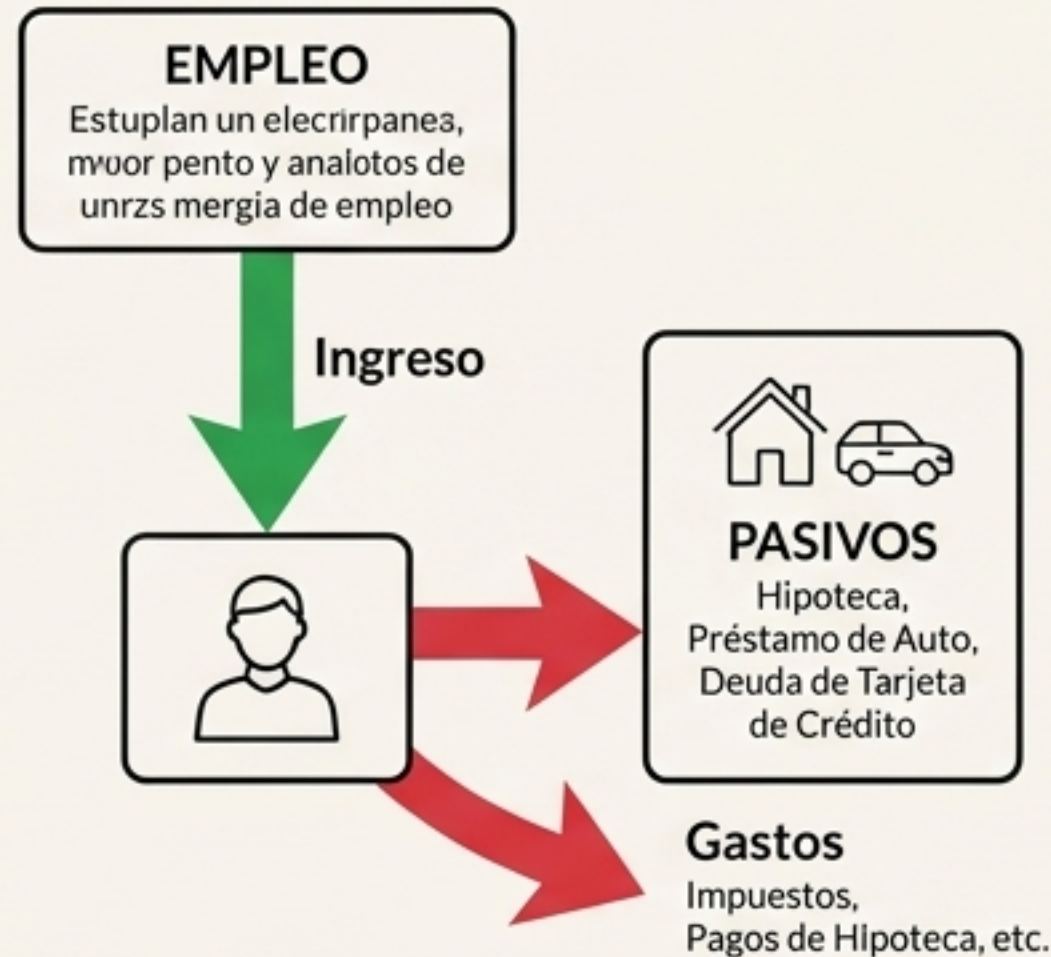 EMPLEO
Estuplan un elecrirpanes,
pento y analotos de
unrzs mergia de empleo
Ingreso
PASIVOS
Hipoteca,
Préstamo de Auto,
Deuda de Tarjeta
de Crédito
Gastos
Impuestos,
Pagos de Hipoteca, etc.